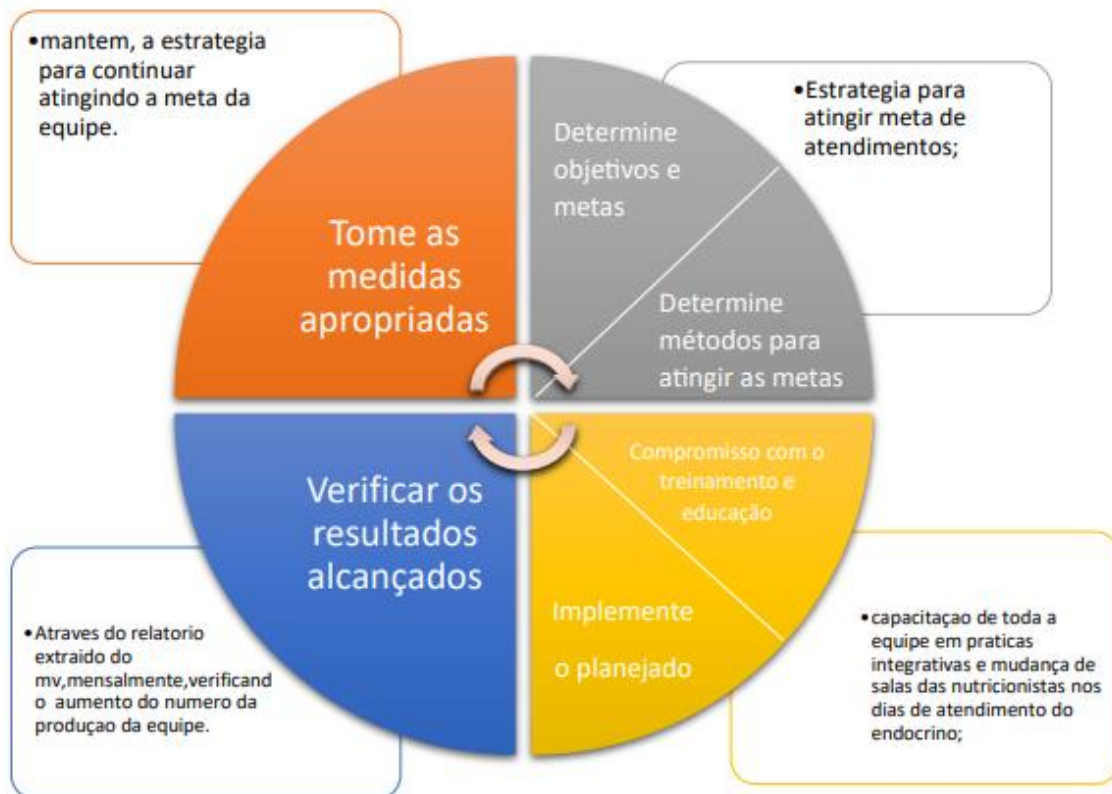 •mantem, a estrategia
para continuar
atingindo a meta da
equipe.
Tome as
medidas
apropriadas
Determine
objetivos e
metas
Determine
métodos para
atingir as metas
•Estrategia para
atingir meta de
atendimentos;
Verificar os
resultados
alcançados
•Atraves do relatorio
extraido do
mv,mensalmente,verificand
o aumento do numero da
produçao da equipe.
Compromisso com o
treinamento e
educação
Implemente
o planejado
•capacitaçao de toda a
equipe em praticas
integrativas e mudança de
salas das nutricionistas nos
dias de atendimento do
endocrino;